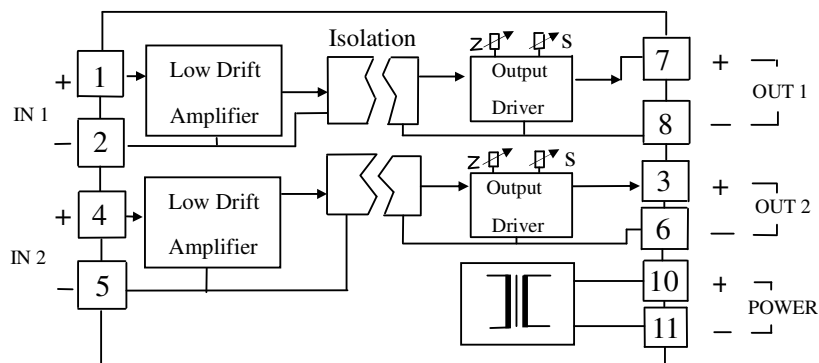 Isolation
Z S
1 Low Drift Output 7 +
+
IN 1 Amplifier Driver OUT 1
− 2 8 −
Z S
4 Low Drift Output 3 +
+
Amplifier Driver OUT 2
IN 2 6 −
− 5
10 +
POWER
11 −